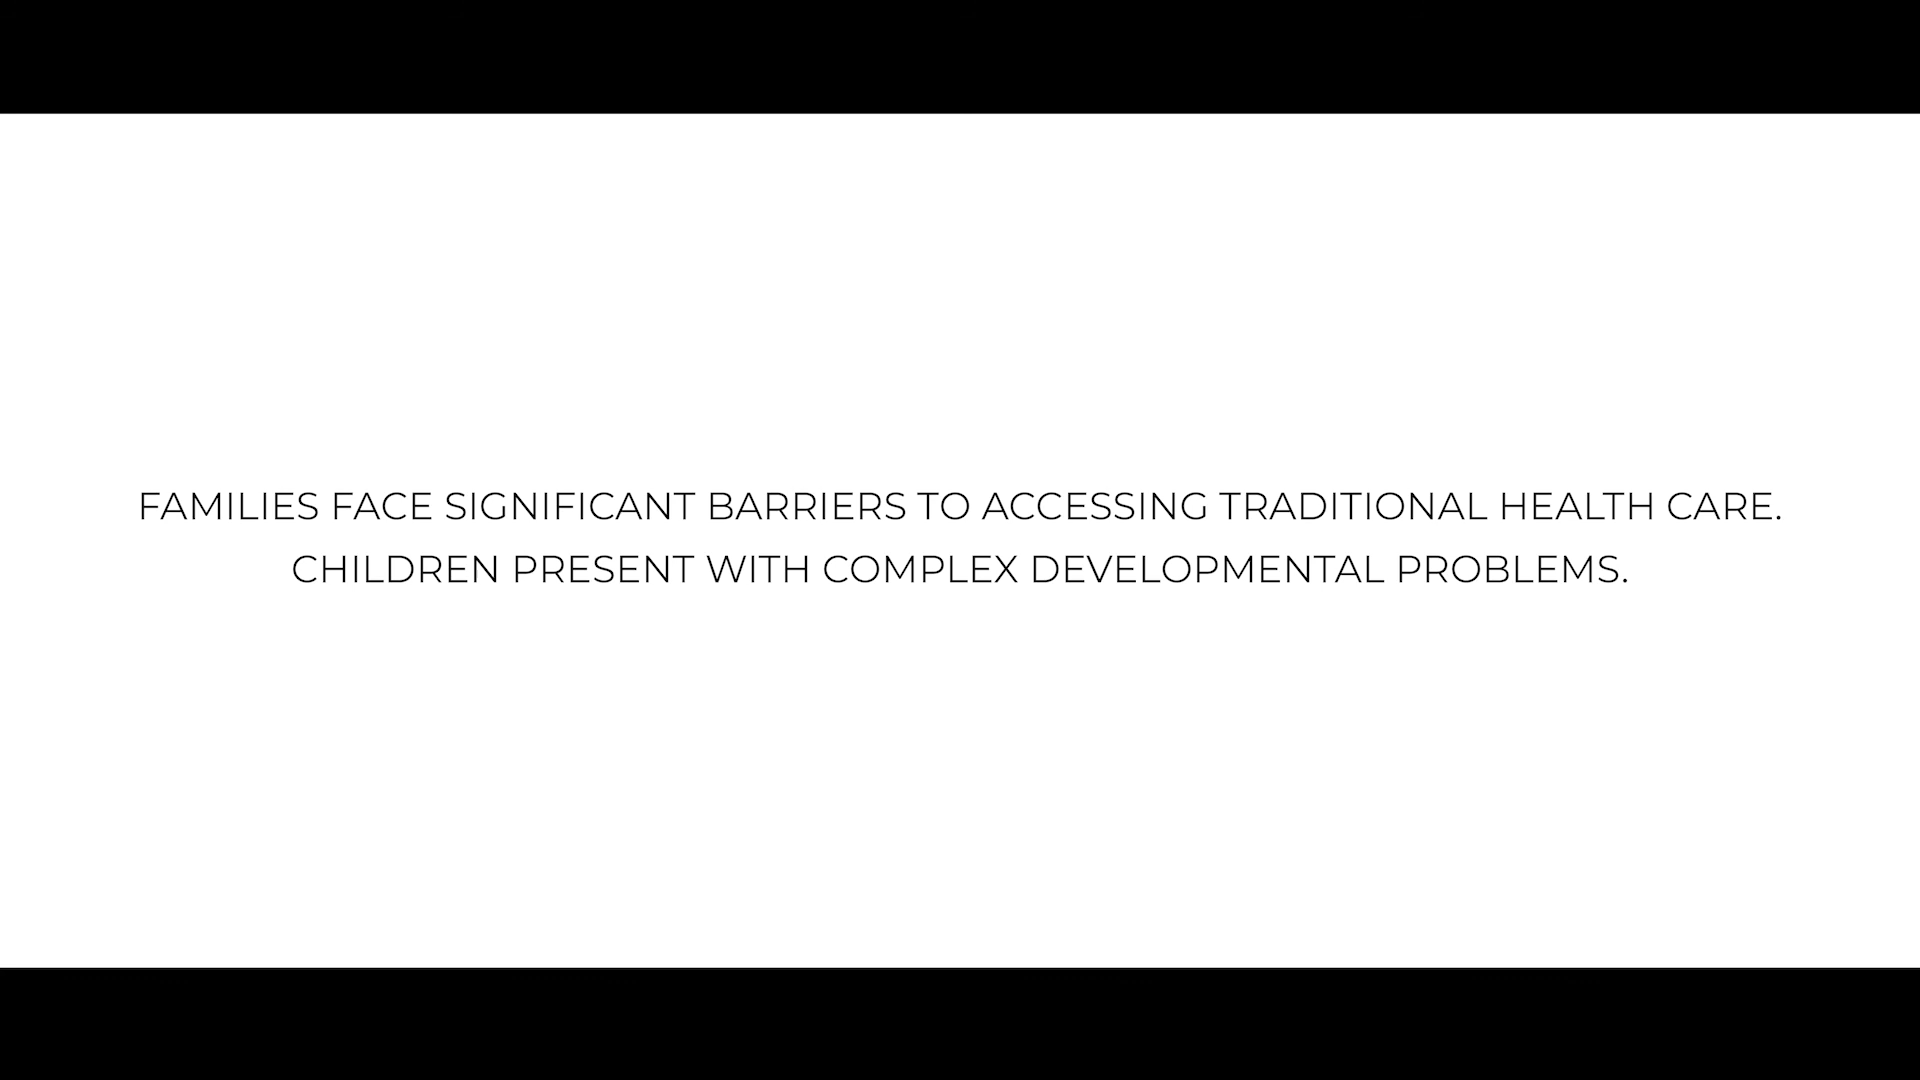 FAMILIES FACE SIGNIFICANT BARRIERS TO ACCESSING TRADITIONAL HEALTH CARE.
CHILDREN PRESENT WITH COMPLEX DEVELOPMENTAL PROBLEMS.